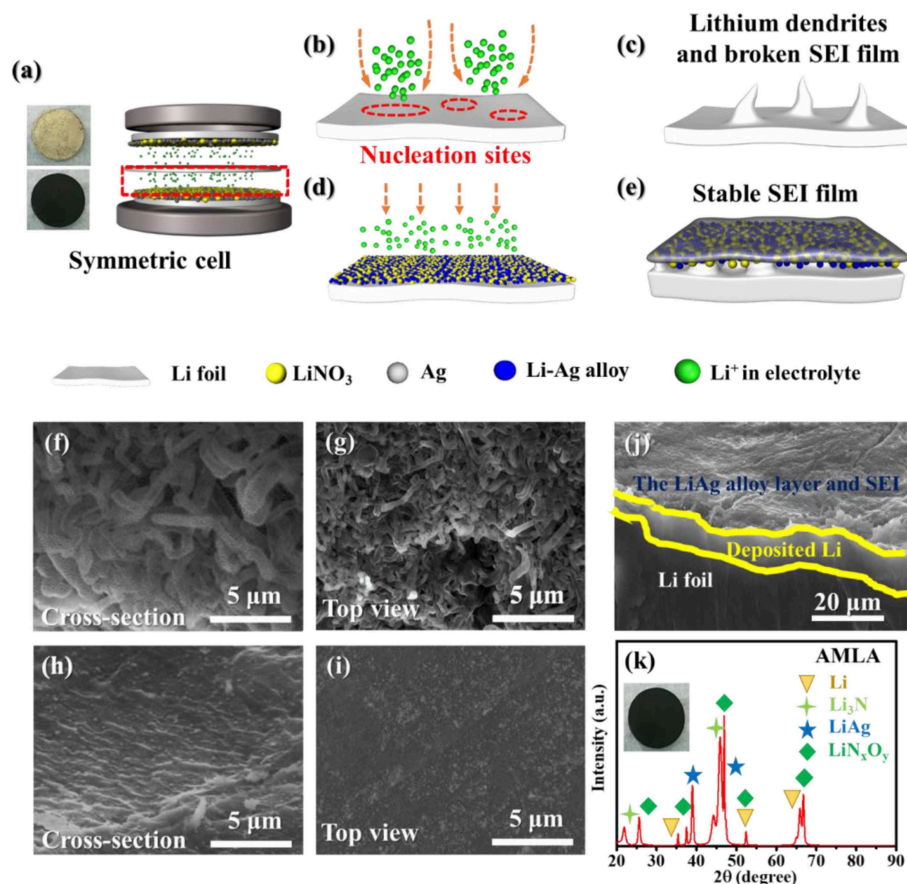 (a)
Symmetric cell
(b)
Nucleation sites
(c)
Lithium dendrites
and broken SEI film
(d)
(e)
Stable SEI film
Li foil
LiNO₃
Ag
Li-Ag alloy
Li⁺ in electrolyte
(f)
Cross-section
5 μm
(g)
Top view
5 μm
(j)
The LiAg alloy layer and SEI
Deposited Li
Li foil
20 μm
(h)
Cross-section
5 μm
(i)
Top view
5 μm
(k)
AMLA
Li
Li₃N
LiAg
LiNₓOᵧ
Intensity (a.u.)
20 30 40 50 60 70 80 90
2θ (degree)